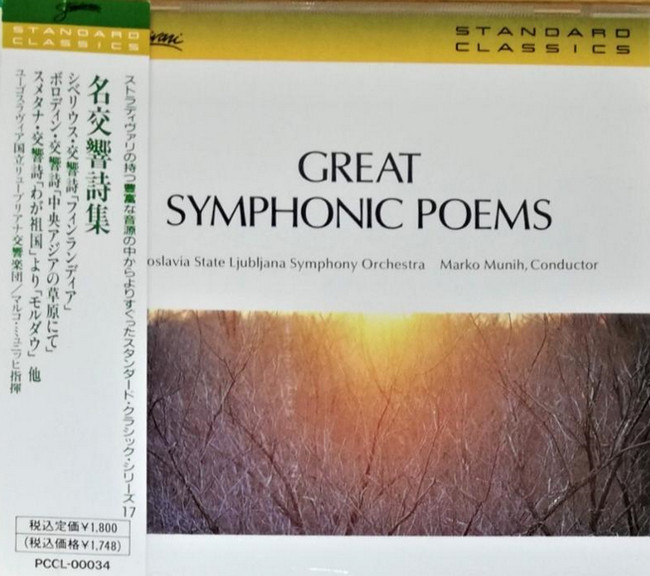 STANDARD
CLASSICS
ストラディヴァリの持つ豊富な音源の中からよりすぐったスタンダード・クラシック・シリーズ17
名交響詩集
シベリウス・交響詩「フィンランディア」
ボロディン・交響詩「中央アジアの草原にて」
スメタナ・交響詩「わが祖国」より「モルダウ」 他
ユーゴスラヴィア国立リューブリアナ交響楽団/マルコ・ミュニッヒ指揮
税込定価¥1,800
(税込価格¥1,748)
PCCL-00034
STANDARD
CLASSICS
GREAT
SYMPHONIC POEMS
oslavia State Ljubljana Symphony Orchestra Marko Munih, Conductor